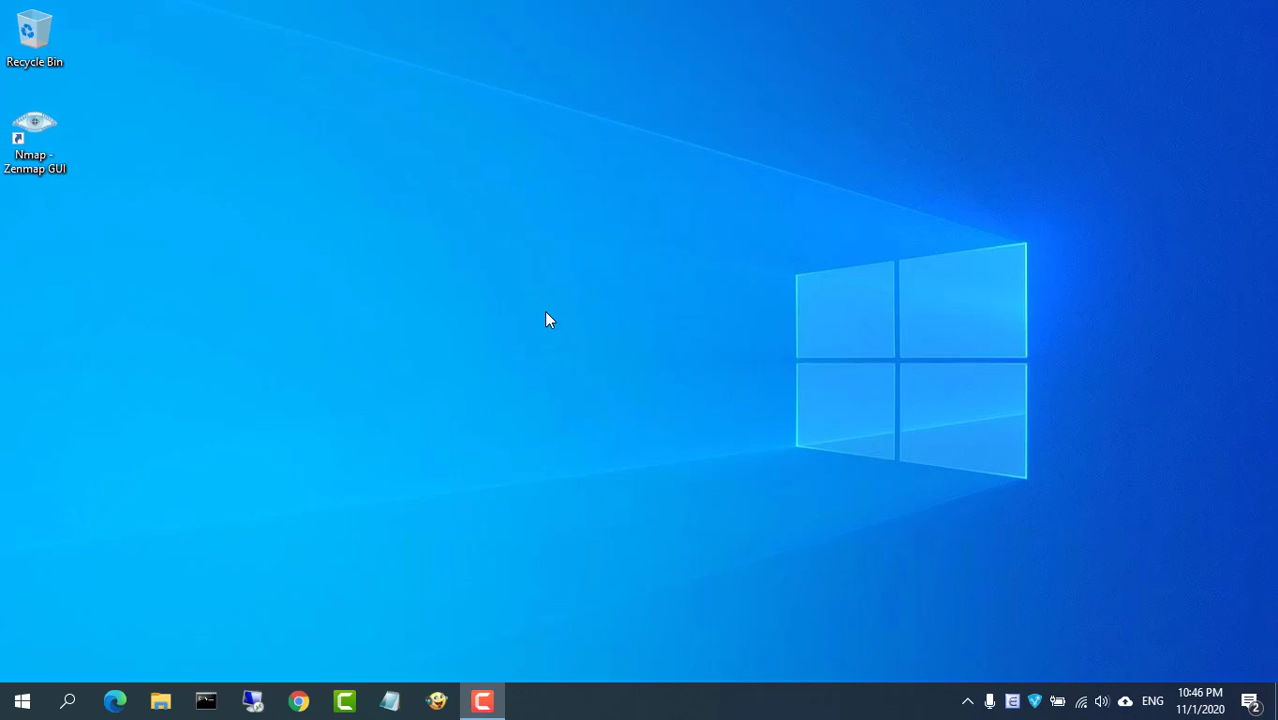 Recycle Bin
Nmap -
Zenmap GUI
ENG
10:46 PM
11/1/2020
2